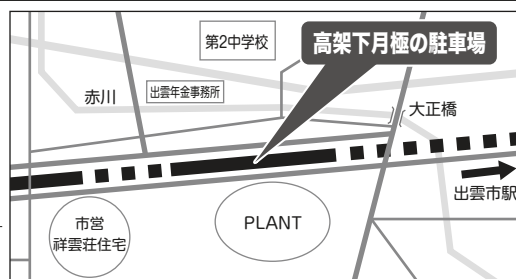 第2中学校
高架下月極の駐車場
赤川
出雲年金事務所
大正橋
出雲市駅
市営
祥雲荘住宅
PLANT